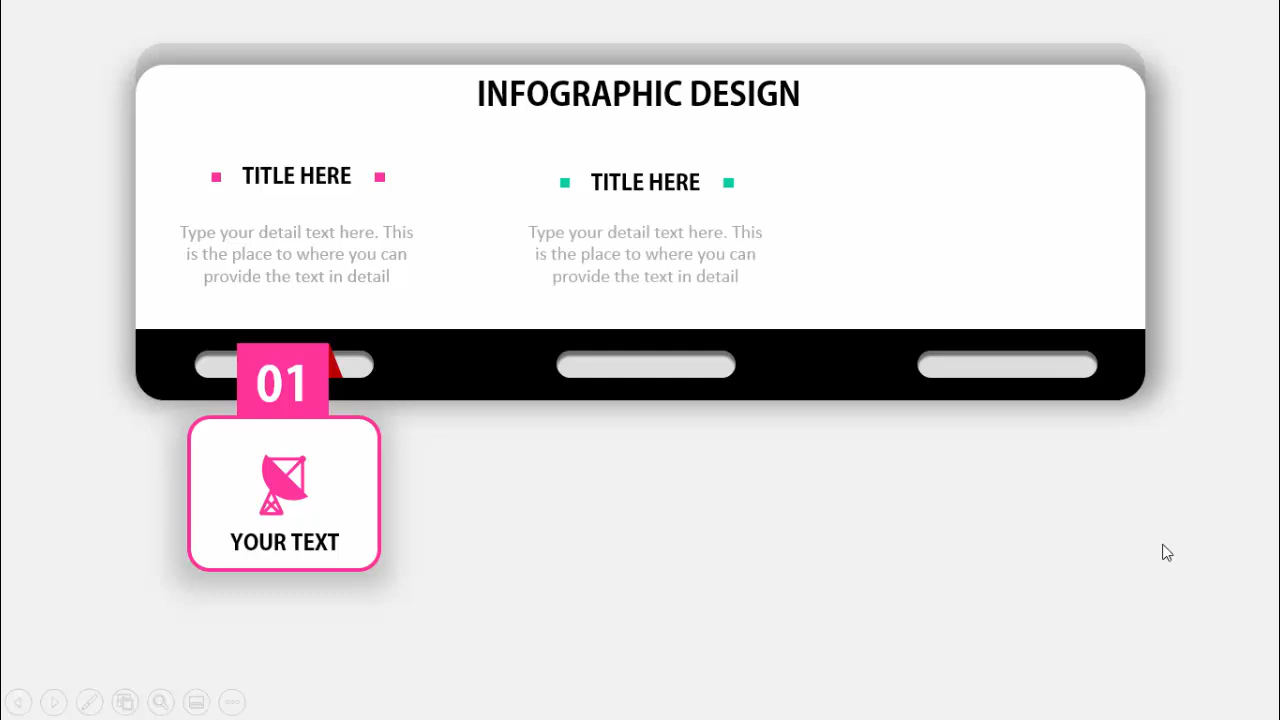 INFOGRAPHIC DESIGN
TITLE HERE
Type your detail text here. This
is the place to where you can
provide the text in detail
TITLE HERE
Type your detail text here. This
is the place to where you can
provide the text in detail
01
YOUR TEXT